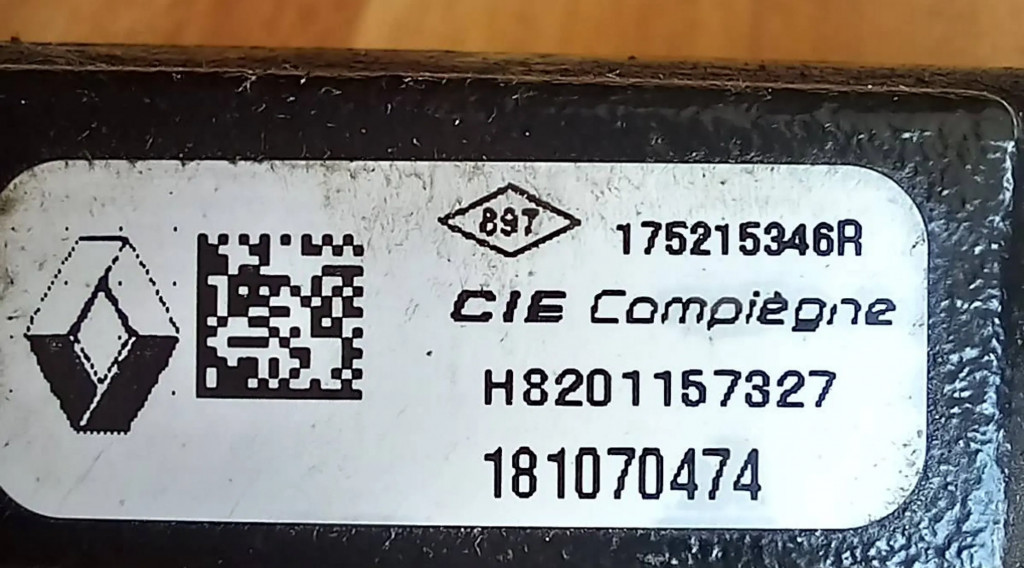 897
175215346R
CIE Compiègne
H8201157327
181070474